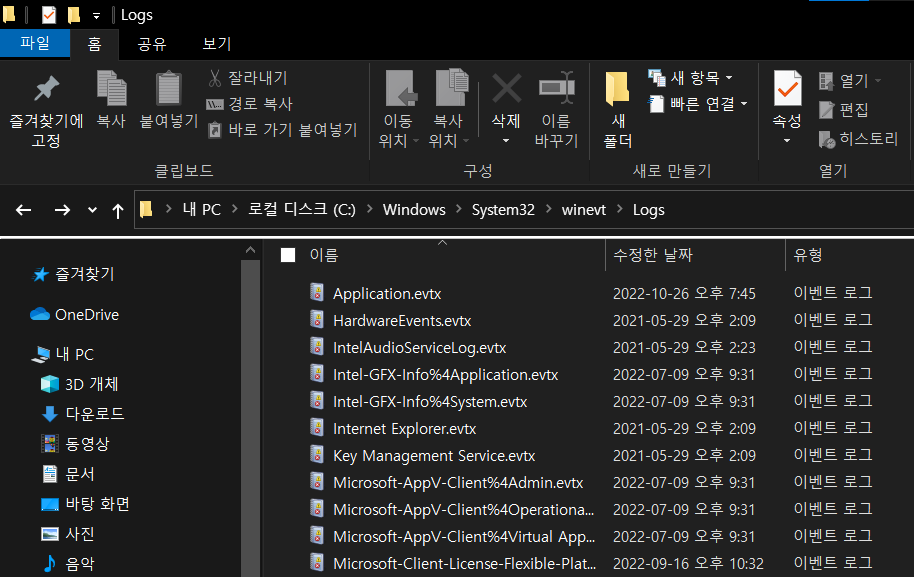 Logs
파일 홈 공유 보기
즐겨찾기에 고정
복사
붙여넣기
잘라내기
경로 복사
바로 가기 붙여넣기
클립보드
이동 위치
복사 위치
삭제
이름 바꾸기
구성
새 폴더
새 항목
빠른 연결
새로 만들기
속성
열기
편집
히스토리
열기
내 PC > 로컬 디스크 (C:) > Windows > System32 > winevt > Logs
즐겨찾기
OneDrive
내 PC
3D 개체
다운로드
동영상
문서
바탕 화면
사진
음악
이름 수정한 날짜 유형
Application.evtx 2022-10-26 오후 7:45 이벤트 로그
HardwareEvents.evtx 2021-05-29 오후 2:09 이벤트 로그
IntelAudioServiceLog.evtx 2021-05-29 오후 2:23 이벤트 로그
Intel-GFX-Info%4Application.evtx 2022-07-09 오후 9:31 이벤트 로그
Intel-GFX-Info%4System.evtx 2022-07-09 오후 9:31 이벤트 로그
Internet Explorer.evtx 2021-05-29 오후 2:09 이벤트 로그
Key Management Service.evtx 2021-05-29 오후 2:09 이벤트 로그
Microsoft-AppV-Client%4Admin.evtx 2022-07-09 오후 9:31 이벤트 로그
Microsoft-AppV-Client%4Operationa... 2022-07-09 오후 9:31 이벤트 로그
Microsoft-AppV-Client%4Virtual App... 2022-07-09 오후 9:31 이벤트 로그
Microsoft-Client-License-Flexible-Plat... 2022-09-16 오후 10:32 이벤트 로그